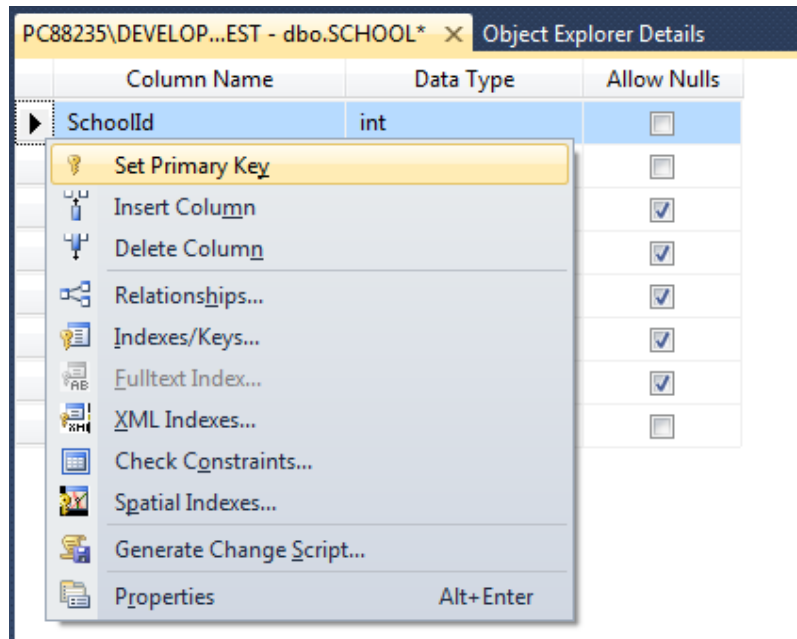 PC88235\DEVELOP...EST - dbo.SCHOOL* Object Explorer Details
Column Name Data Type Allow Nulls
SchoolId int
Set Primary Key
Insert Column
Delete Column
Relationships...
Indexes/Keys...
Fulltext Index...
XML Indexes...
Check Constraints...
Spatial Indexes...
Generate Change Script...
Properties Alt+Enter